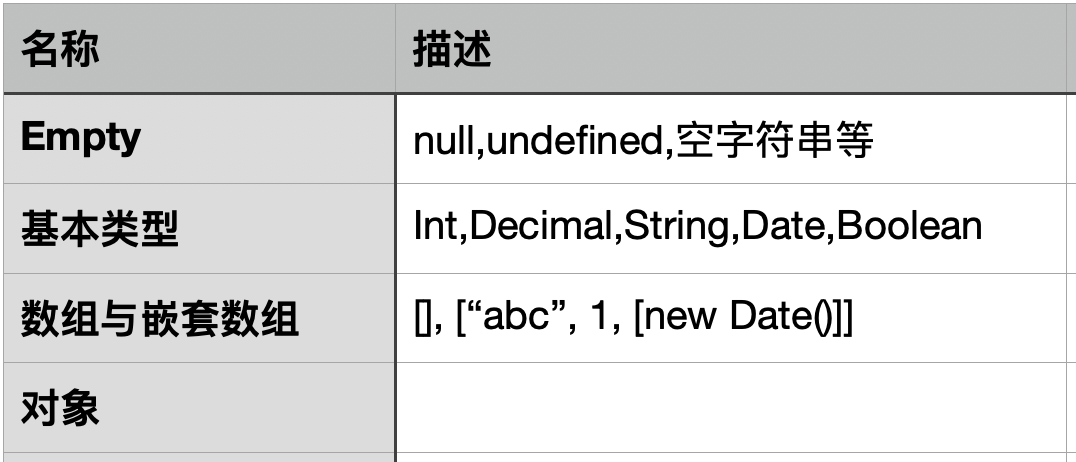 名称 描述
Empty null,undefined,空字符串等
基本类型 Int,Decimal,String,Date,Boolean
数组与嵌套数组 [], [“abc”, 1, [new Date()]]
对象